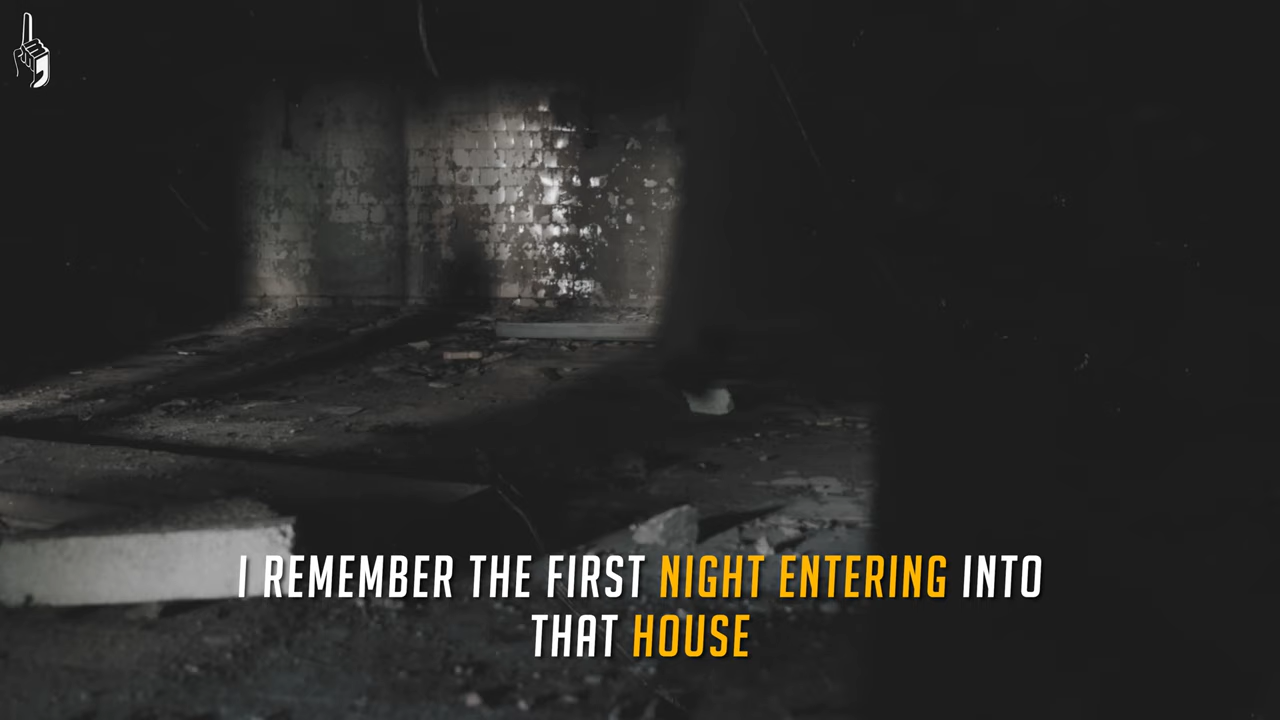 I REMEMBER THE FIRST NIGHT ENTERING INTO
THAT HOUSE